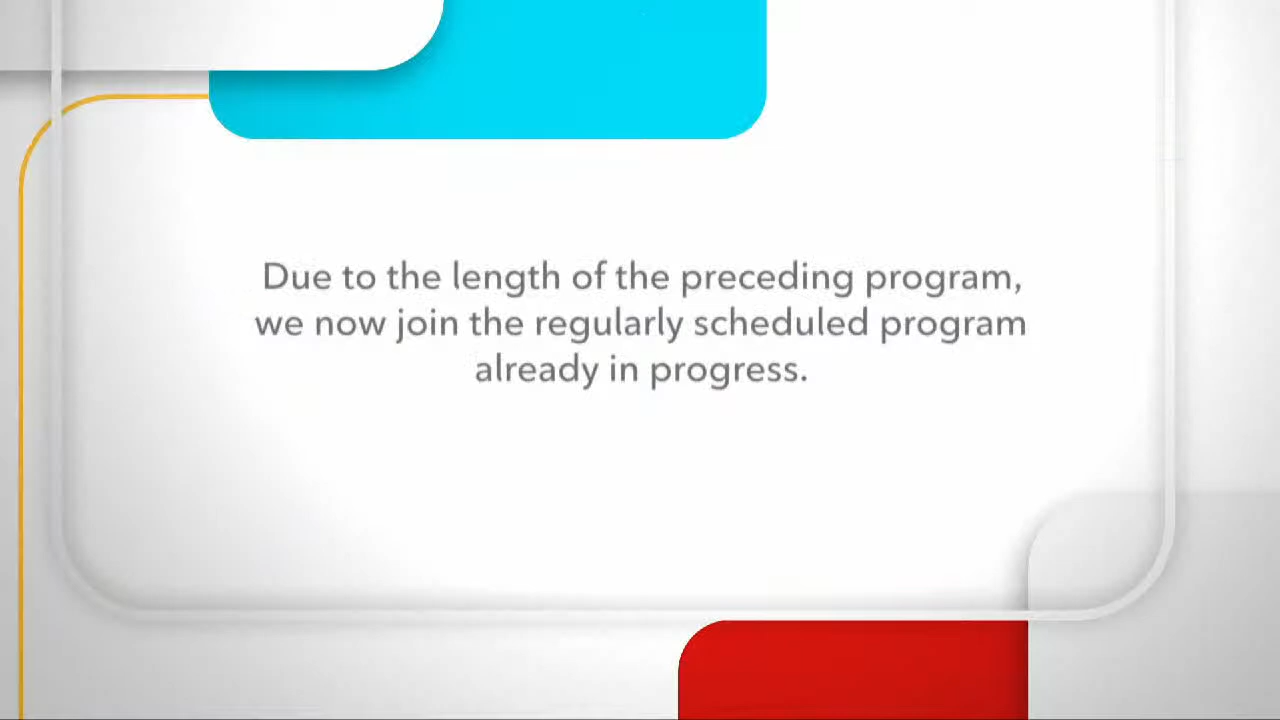 Due to the length of the preceding program,
we now join the regularly scheduled program
already in progress.